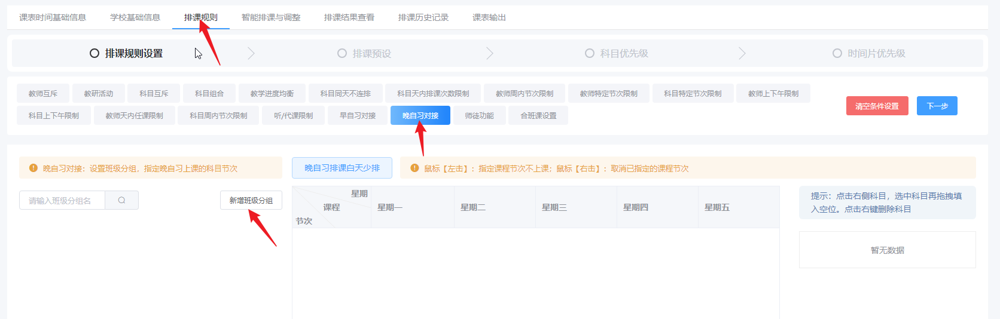 课表时间基础信息 学校基础信息 排课规则 智能排课与调整 排课结果查看 排课历史记录 课表输出
排课规则设置 排课预设 科目优先级 时间片优先级
教师互斥 教研活动 科目互斥 科目组合 教学进度均衡 科目同天不连排 科目天内排课次数限制 教师周内节次限制 教师特定节次限制 科目特定节次限制 教师上下午限制
科目上下午限制 教师天内任课限制 科目周内节次限制 听/代课限制 早自习对接 晚自习对接 师徒功能 合班课设置
清空条件设置 下一步
晚自习对接：设置班级分组，指定晚自习上课的科目节次
晚自习排课白天少排
鼠标【左击】：指定课程节次不上课；鼠标【右击】：取消已指定的课程节次
请输入班级分组名 新增班级分组
星期
课程
节次
星期一 星期二 星期三 星期四 星期五
提示：点击右侧科目，选中科目再拖拽填
入空位。点击右键删除科目
暂无数据